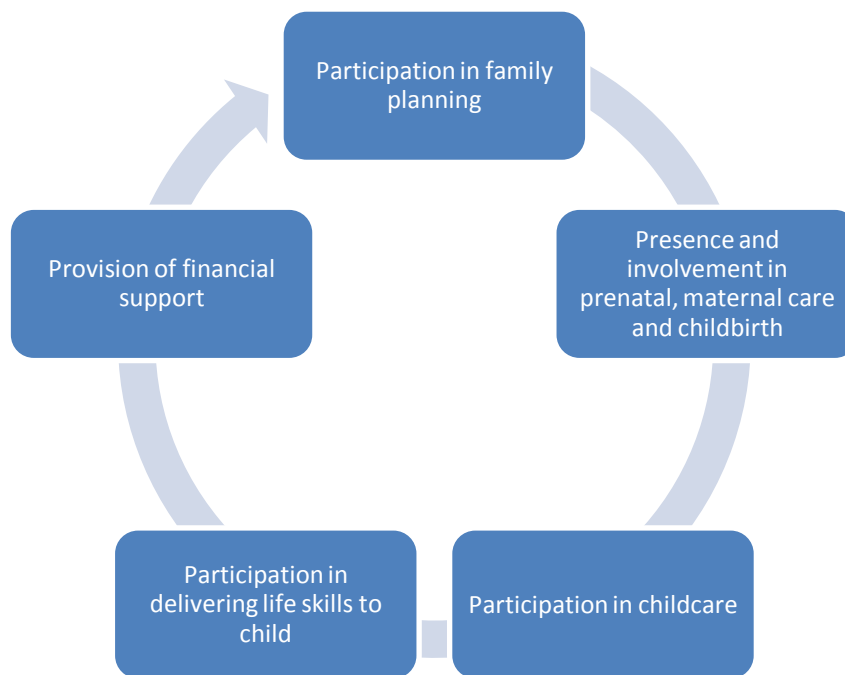 Participation in family
planning
Presence and
involvement in
prenatal, maternal care
and childbirth
Participation in childcare
Participation in
delivering life skills to
child
Provision of financial
support